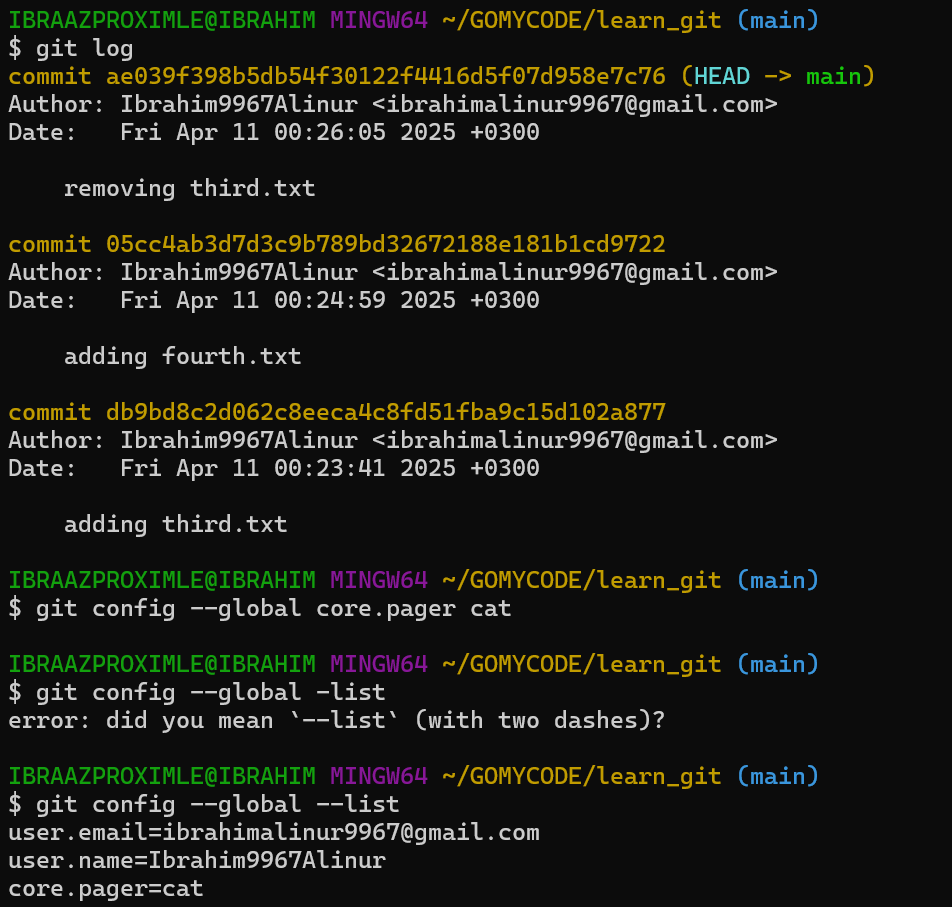 IBRAAZPROXIMLE@IBRAHIM MINGW64 ~/GOMYCODE/learn_git (main)
$ git log
commit ae039f398b5db54f30122f4416d5f07d958e7c76 (HEAD -> main)
Author: Ibrahim9967Alinur <ibrahimalinur9967@gmail.com>
Date:   Fri Apr 11 00:26:05 2025 +0300

    removing third.txt

commit 05cc4ab3d7d3c9b789bd32672188e181b1cd9722
Author: Ibrahim9967Alinur <ibrahimalinur9967@gmail.com>
Date:   Fri Apr 11 00:24:59 2025 +0300

    adding fourth.txt

commit db9bd8c2d062c8eeca4c8fd51fba9c15d102a877
Author: Ibrahim9967Alinur <ibrahimalinur9967@gmail.com>
Date:   Fri Apr 11 00:23:41 2025 +0300

    adding third.txt

IBRAAZPROXIMLE@IBRAHIM MINGW64 ~/GOMYCODE/learn_git (main)
$ git config --global core.pager cat

IBRAAZPROXIMLE@IBRAHIM MINGW64 ~/GOMYCODE/learn_git (main)
$ git config --global -list
error: did you mean `--list` (with two dashes)?

IBRAAZPROXIMLE@IBRAHIM MINGW64 ~/GOMYCODE/learn_git (main)
$ git config --global --list
user.email=ibrahimalinur9967@gmail.com
user.name=Ibrahim9967Alinur
core.pager=cat